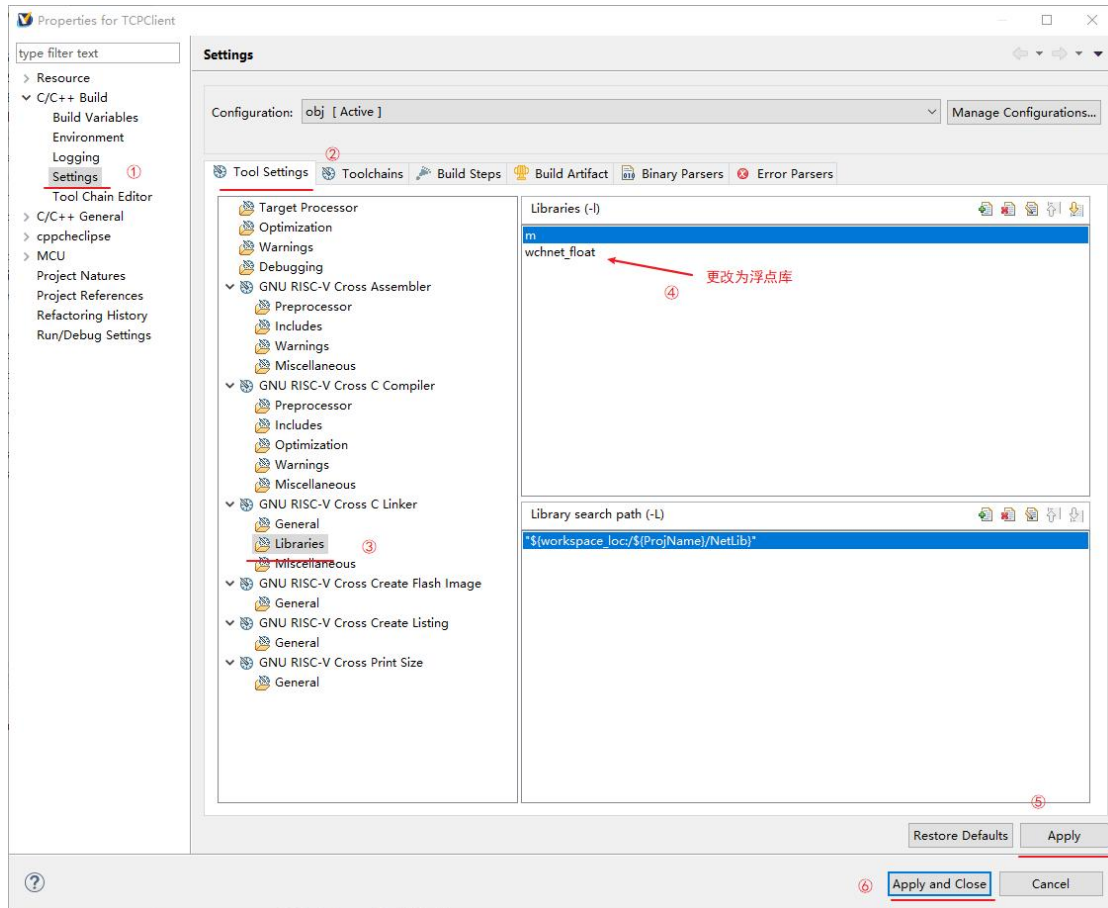 Properties for TCPClient
type filter text
Settings
Resource
C/C++ Build
Build Variables
Environment
Logging
Settings ①
Tool Chain Editor
C/C++ General
cppcheclipse
MCU
Project Natures
Project References
Refactoring History
Run/Debug Settings
Configuration: obj [ Active ] Manage Configurations...
②
Tool Settings Toolchains Build Steps Build Artifact Binary Parsers Error Parsers
Target Processor
Optimization
Warnings
Debugging
GNU RISC-V Cross Assembler
Preprocessor
Includes
Warnings
Miscellaneous
GNU RISC-V Cross C Compiler
Preprocessor
Includes
Optimization
Warnings
Miscellaneous
GNU RISC-V Cross C Linker
General
Libraries ③
Miscellaneous
GNU RISC-V Cross Create Flash Image
General
GNU RISC-V Cross Create Listing
General
GNU RISC-V Cross Print Size
General
Libraries (-l)
m
wchnet_float
更改为浮点库
④
Library search path (-L)
"${workspace_loc:/${ProjName}/NetLib}"
⑤
Restore Defaults Apply
⑥ Apply and Close Cancel